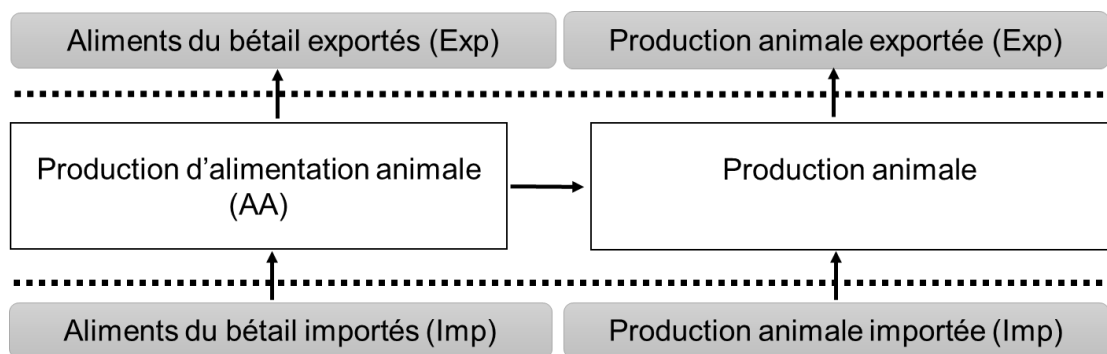 Aliments du bétail exportés (Exp)
Production animale exportée (Exp)
Production d’alimentation animale
(AA)
Production animale
Aliments du bétail importés (Imp)
Production animale importée (Imp)